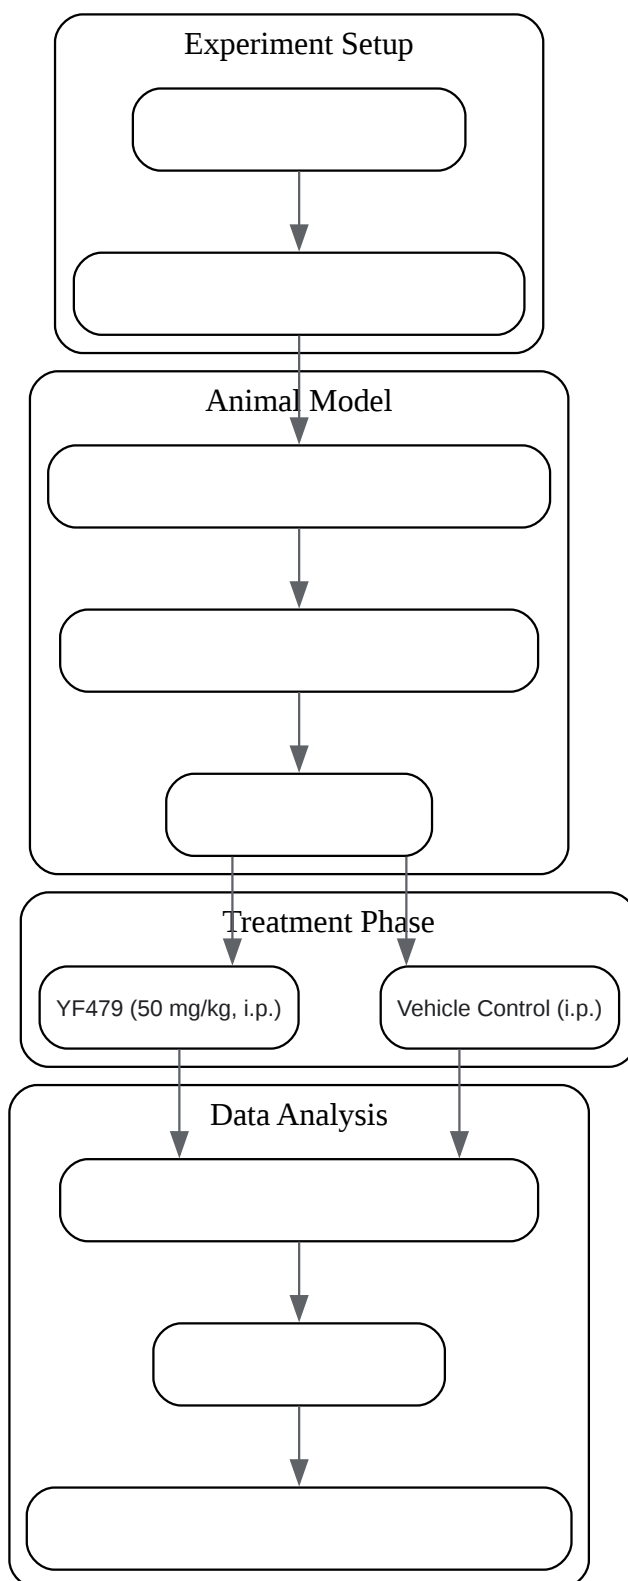 Experiment Setup
Animal Model
Treatment Phase
YF479 (50 mg/kg, i.p.)
Vehicle Control (i.p.)
Data Analysis